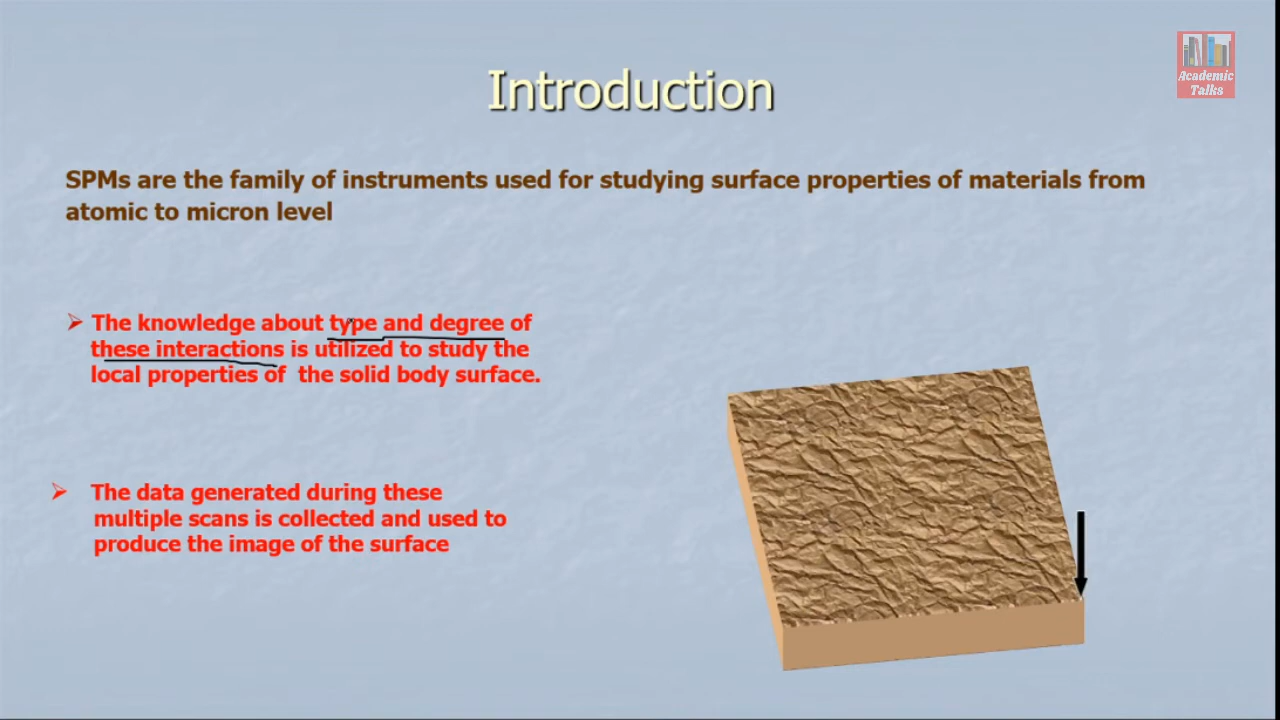 Academic
Talks
Introduction
SPMs are the family of instruments used for studying surface properties of materials from
atomic to micron level
The knowledge about type and degree of
these interactions is utilized to study the
local properties of the solid body surface.
The data generated during these
multiple scans is collected and used to
produce the image of the surface